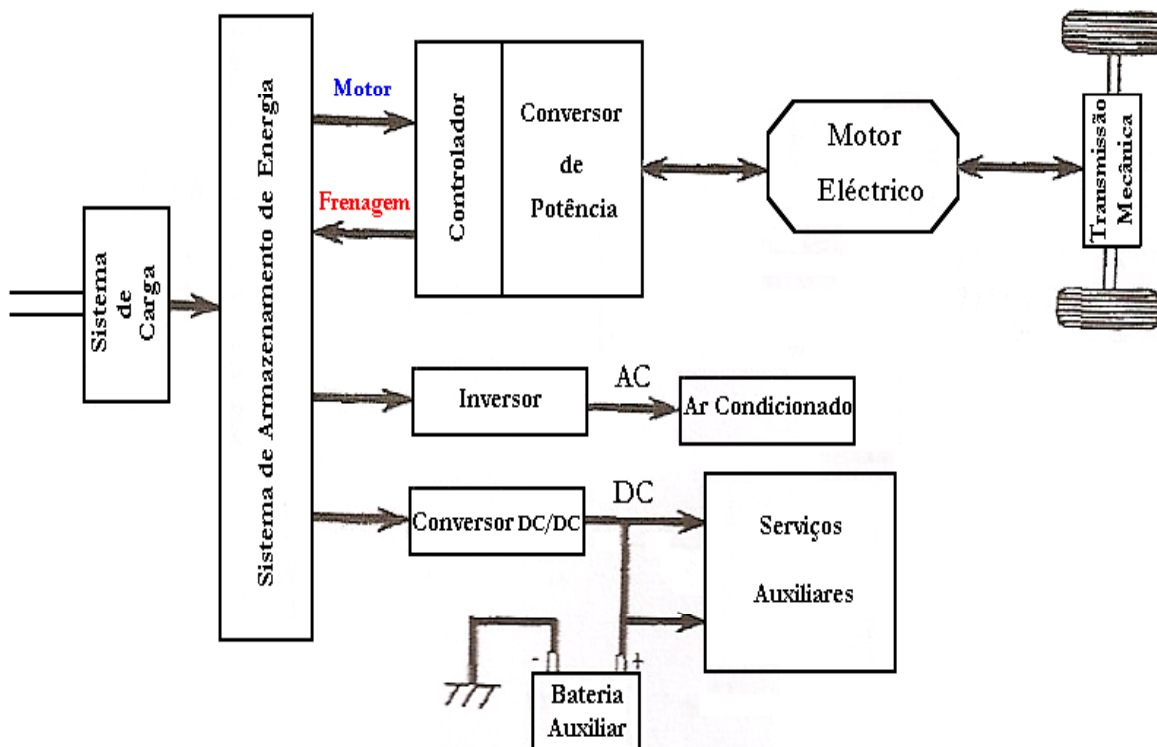 Sistema
de
Carga
Sistema de Armazenamento de Energia
Motor
Frenagem
Controlador
Conversor
de
Potência
Motor
Eléctrico
Transmissão
Mecânica
Inversor
AC
Ar Condicionado
Conversor DC/DC
DC
Serviços
Auxiliares
- +
Bateria
Auxiliar